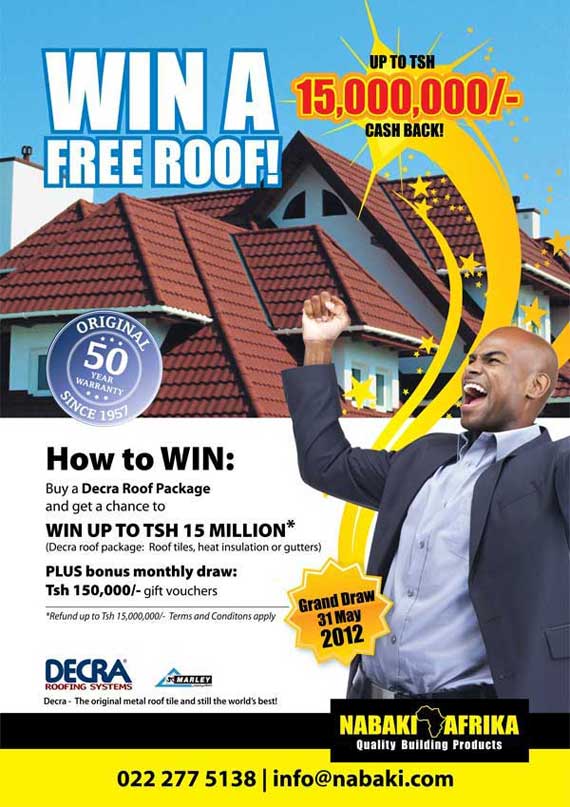 WIN A
FREE ROOF!
UP TO TSH
15,000,000/-
CASH BACK!
ORIGINAL
50
YEAR
WARRANTY
SINCE 1957
How to WIN:
Buy a Decra Roof Package
and get a chance to
WIN UP TO TSH 15 MILLION*
(Decra roof package: Roof tiles, heat insulation or gutters)
PLUS bonus monthly draw:
Tsh 150,000/- gift vouchers
*Refund up to Tsh 15,000,000/- Terms and Conditons apply
Grand Draw
31 May
2012
DECRA®
ROOFING SYSTEMS
MARLEY
Decra - The original metal roof tile and still the world's best!
NABAKI AFRIKA
Quality Building Products
022 277 5138 | info@nabaki.com